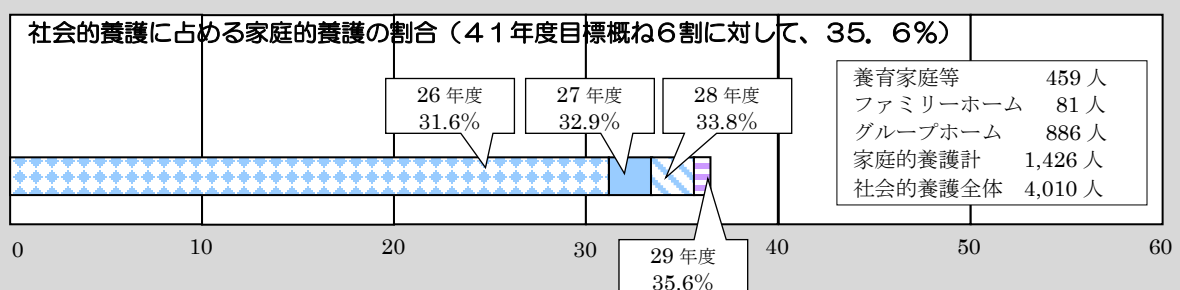 社会的養護に占める家庭的養護の割合（４１年度目標概ね６割に対して、３５．６％）
26 年度
31.6%
27 年度
32.9%
28 年度
33.8%
養育家庭等 459 人
ファミリーホーム 81 人
グループホーム 886 人
家庭的養護計 1,426 人
社会的養護全体 4,010 人
0 10 20 30 40 50 60
29 年度
35.6%